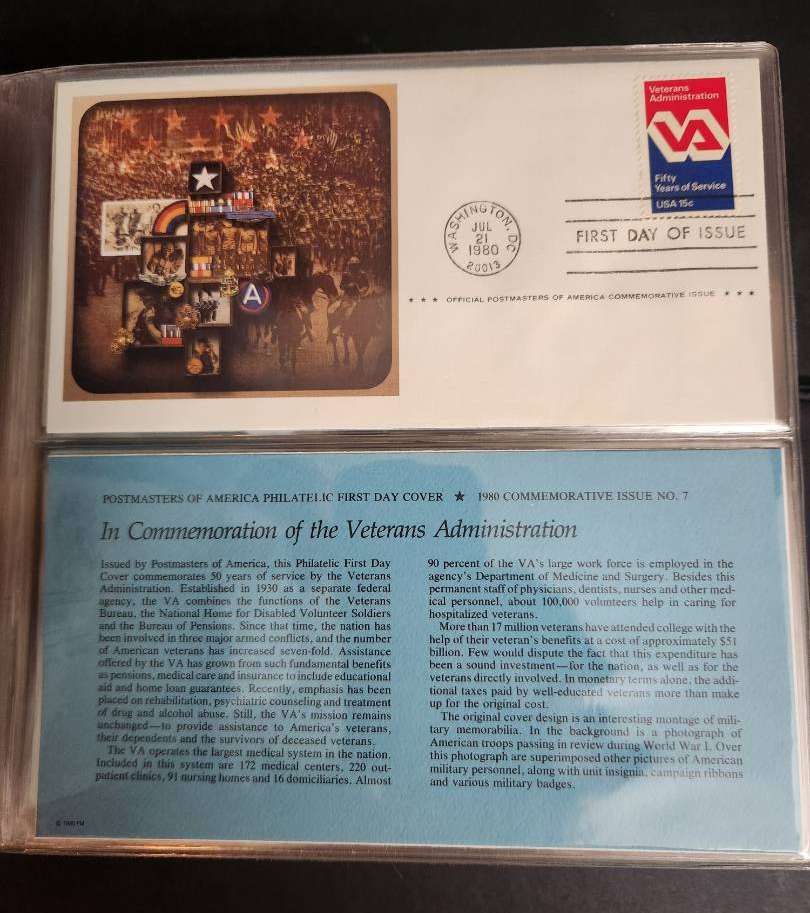 Veterans
Administration
VA
Fifty
Years of Service
USA 15c
WASHINGTON, DC
JUL
21
1980
20013
FIRST DAY OF ISSUE
★ ★ ★ OFFICIAL POSTMASTERS OF AMERICA COMMEMORATIVE ISSUE ★ ★ ★
A
POSTMASTERS OF AMERICA PHILATELIC FIRST DAY COVER ★ 1980 COMMEMORATIVE ISSUE NO. 7
In Commemoration of the Veterans Administration
Issued by Postmasters of America, this Philatelic First Day
Cover commemorates 50 years of service by the Veterans
Administration. Established in 1930 as a separate federal
agency, the VA combines the functions of the Veterans
Bureau, the National Home for Disabled Volunteer Soldiers
and the Bureau of Pensions. Since that time, the nation has
been involved in three major armed conflicts, and the number
of American veterans has increased seven-fold. Assistance
offered by the VA has grown from such fundamental benefits
as pensions, medical care and insurance to include educational
aid and home loan guarantees. Recently, emphasis has been
placed on rehabilitation, psychiatric counseling and treatment
of drug and alcohol abuse. Still, the VA's mission remains
unchanged—to provide assistance to America's veterans,
their dependents and the survivors of deceased veterans.
The VA operates the largest medical system in the nation.
Included in this system are 172 medical centers, 220 out-
patient clinics, 91 nursing homes and 16 domiciliaries. Almost
90 percent of the VA's large work force is employed in the
agency's Department of Medicine and Surgery. Besides this
permanent staff of physicians, dentists, nurses and other med-
ical personnel, about 100,000 volunteers help in caring for
hospitalized veterans.
More than 17 million veterans have attended college with the
help of their veteran's benefits at a cost of approximately $51
billion. Few would dispute the fact that this expenditure has
been a sound investment—for the nation, as well as for the
veterans directly involved. In monetary terms alone, the addi-
tional taxes paid by well-educated veterans more than make
up for the original cost.
The original cover design is an interesting montage of mili-
tary memorabilia. In the background is a photograph of
American troops passing in review during World War I. Over
this photograph are superimposed other pictures of American
military personnel, along with unit insignia, campaign ribbons
and various military badges.
© 1980 FM